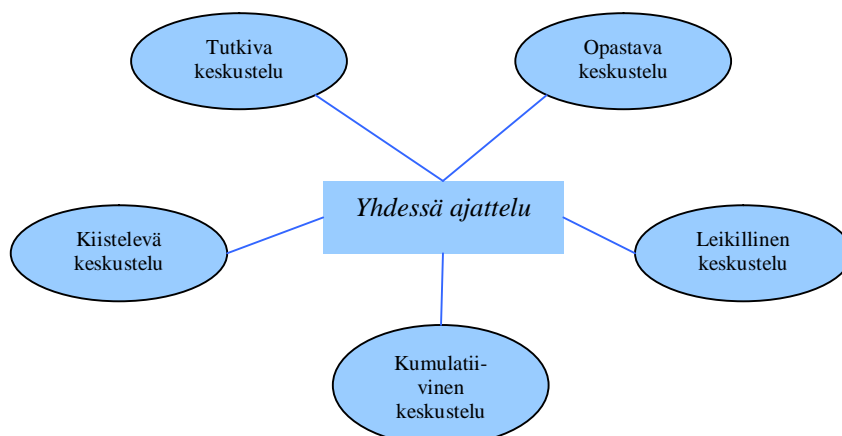 Tutkiva
keskustelu
Opastava
keskustelu
Yhdessä ajattelu
Kiistelevä
keskustelu
Leikillinen
keskustelu
Kumulatii-
vinen
keskustelu